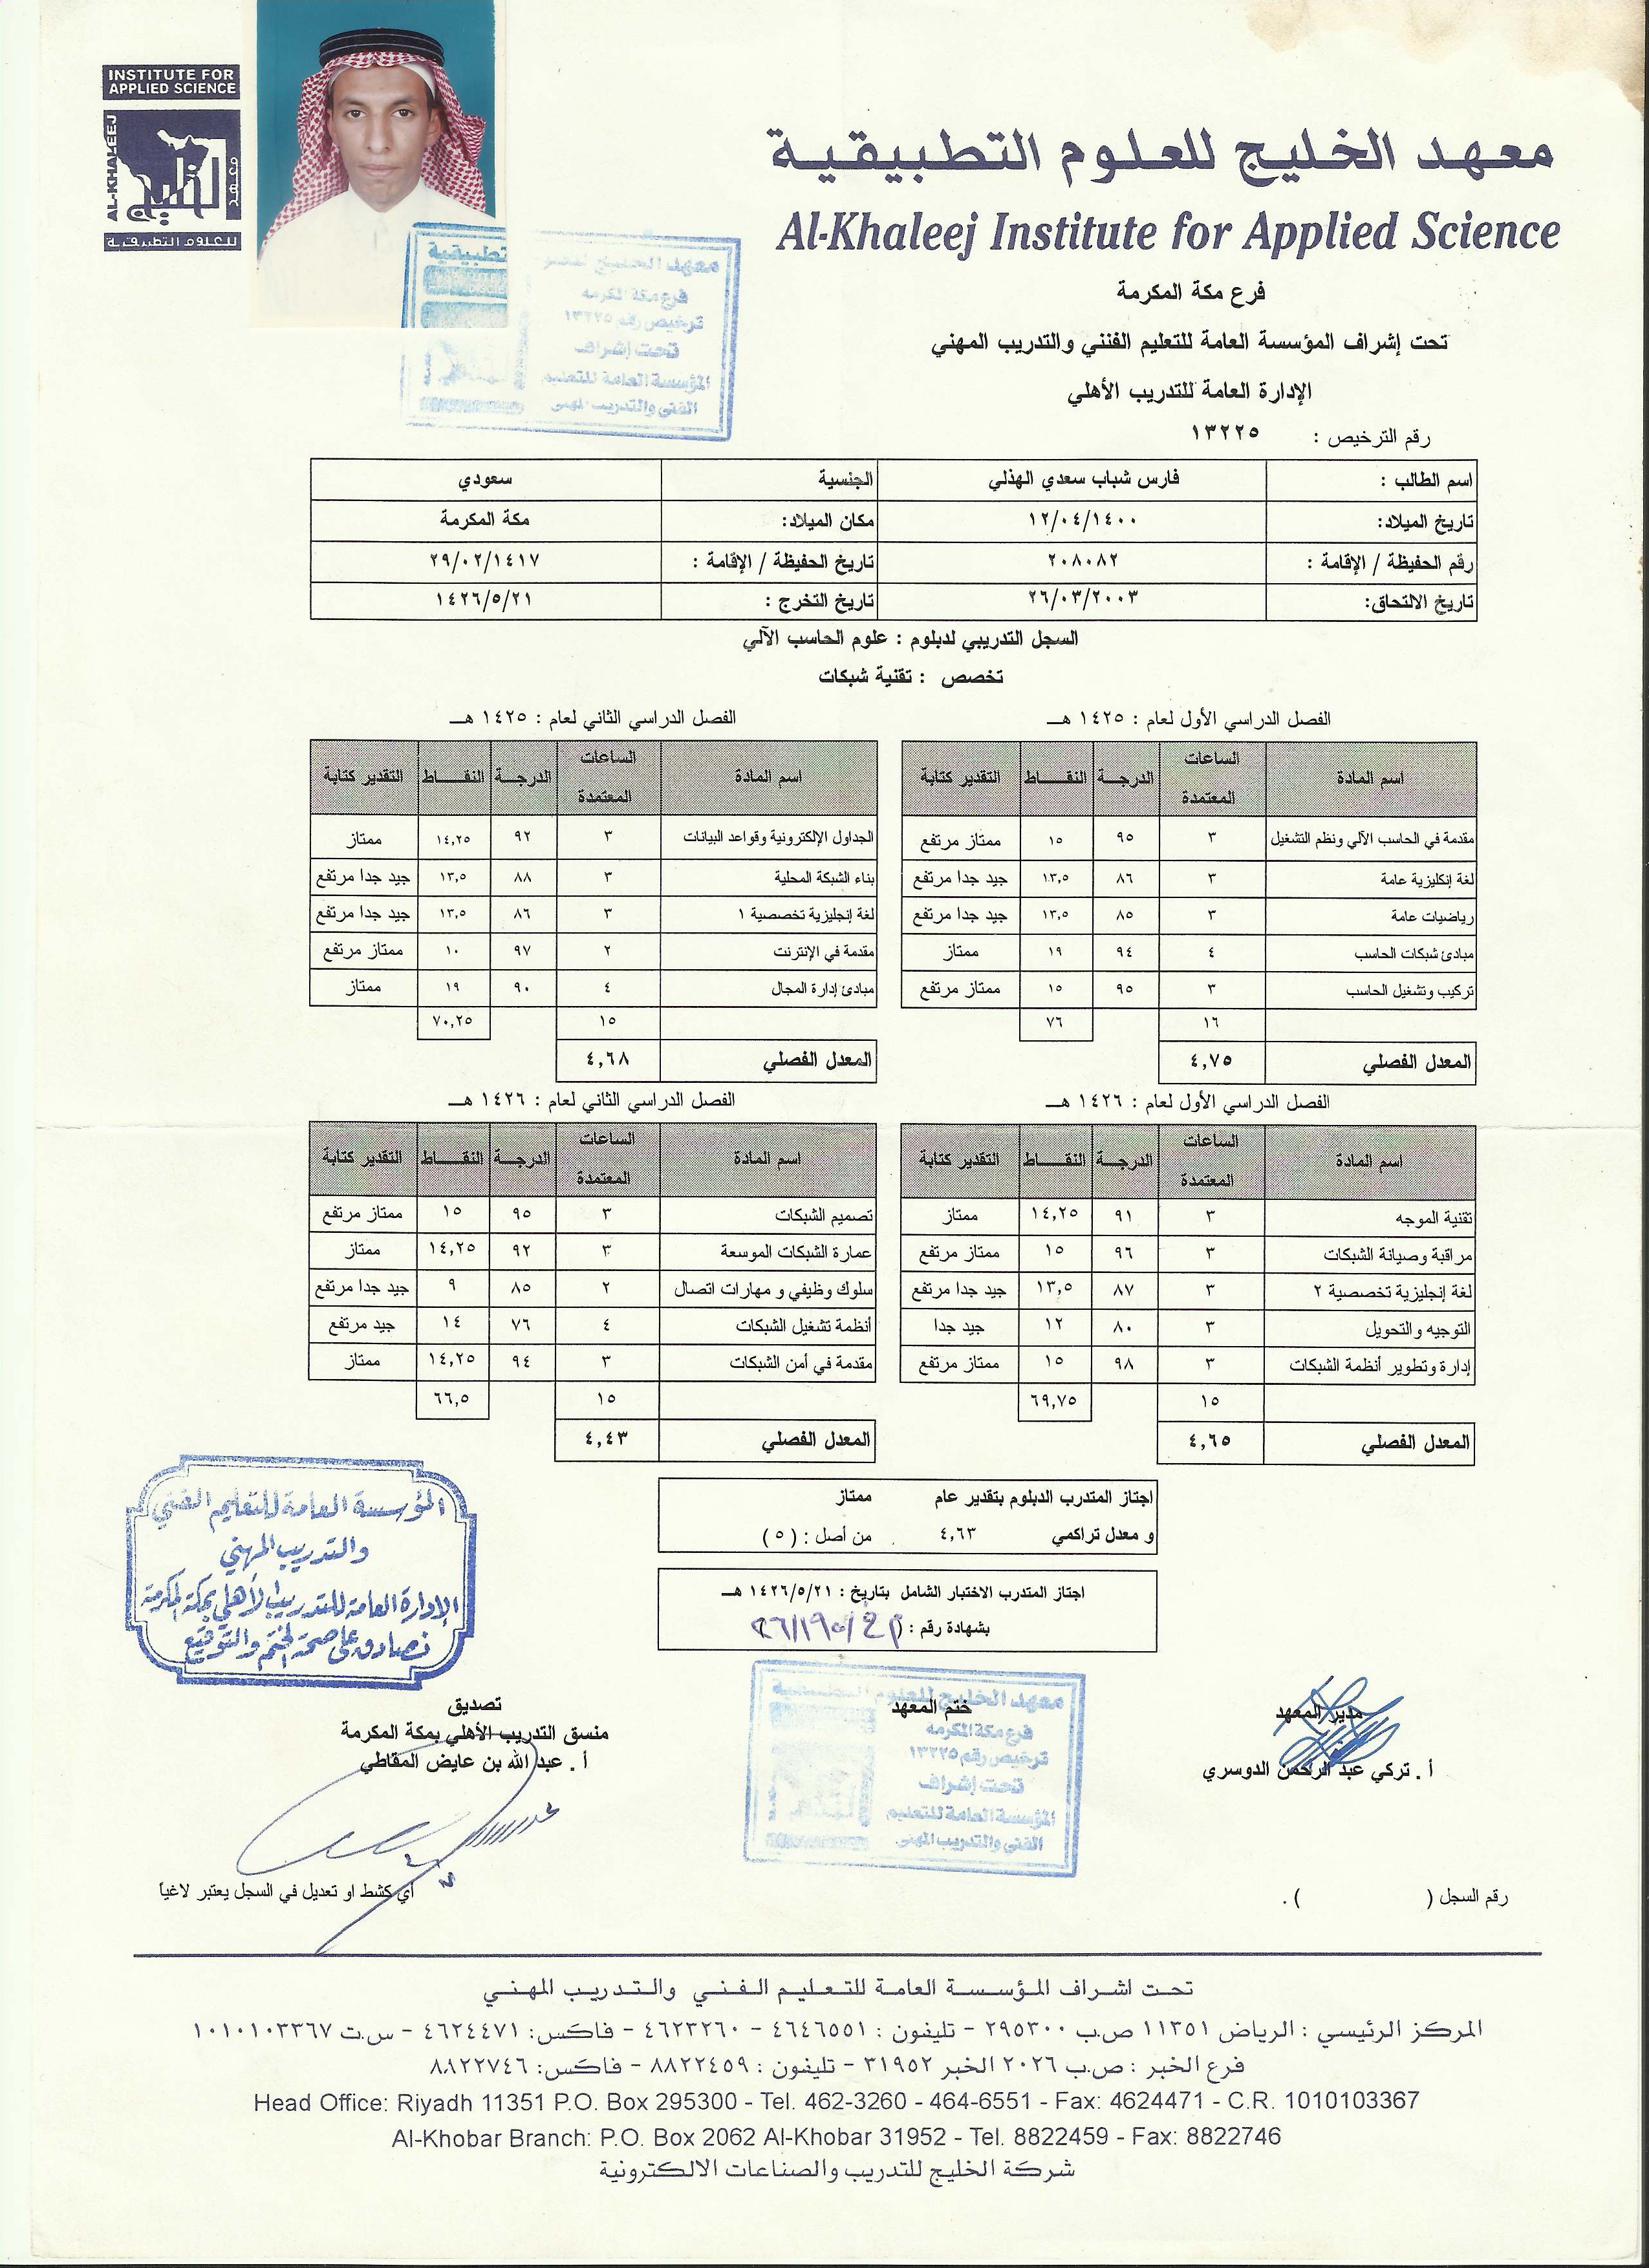 INSTITUTE FOR
APPLIED SCIENCE
AL-KHALEEJ
الخليج
معهد
للعلوم التطبيقية
معهد الخليج للعلوم التطبيقية
Al-Khaleej Institute for Applied Science
فرع مكة المكرمة
تحت إشراف المؤسسة العامة للتعليم الفنني والتدريب المهني
الإدارة العامة للتدريب الأهلي
رقم الترخيص : ١٣٢٢٥
تطبيقية
معهد الخليج للعلوم
فرع مكة المكرمه
ترخيص رقم ١٣٢٢٥
تحت إشراف
المؤسسة العامة للتعليم
الفني والتدريب المهني
اسم الطالب : فارس شباب سعدي الهذلي الجنسية سعودي
تاريخ الميلاد: ١٢/٠٤/١٤٠٠ مكان الميلاد: مكة المكرمة
رقم الحفيظة / الإقامة : ٢٠٨٠٨٢ تاريخ الحفيظة / الإقامة : ٢٩/٠٢/١٤١٧
تاريخ الالتحاق: ٢٦/٠٣/٢٠٠٣ تاريخ التخرج : ١٤٢٦/٥/٢١
السجل التدريبي لدبلوم : علوم الحاسب الآلي
تخصص : تقنية شبكات
الفصل الدراسي الأول لعام : ١٤٢٥ هـ
اسم المادة الساعات المعتمدة الدرجة النقاط التقدير كتابة
مقدمة في الحاسب الآلي ونظم التشغيل ٣ ٩٥ ١٥ ممتاز مرتفع
لغة إنكليزية عامة ٣ ٨٦ ١٣,٥ جيد جدا مرتفع
رياضيات عامة ٣ ٨٥ ١٣,٥ جيد جدا مرتفع
مبادئ شبكات الحاسب ٤ ٩٤ ١٩ ممتاز
تركيب وتشغيل الحاسب ٣ ٩٥ ١٥ ممتاز مرتفع
١٦ ٧٦
المعدل الفصلي ٤,٧٥
الفصل الدراسي الثاني لعام : ١٤٢٥ هـ
اسم المادة الساعات المعتمدة الدرجة النقاط التقدير كتابة
الجداول الإلكترونية وقواعد البيانات ٣ ٩٢ ١٤,٢٥ ممتاز
بناء الشبكة المحلية ٣ ٨٨ ١٣,٥ جيد جدا مرتفع
لغة إنجليزية تخصصية ١ ٣ ٨٦ ١٣,٥ جيد جدا مرتفع
مقدمة في الإنترنت ٢ ٩٧ ١٠ ممتاز مرتفع
مبادئ إدارة المجال ٤ ٩٠ ١٩ ممتاز
١٥ ٧٠,٢٥
المعدل الفصلي ٤,٦٨
الفصل الدراسي الأول لعام : ١٤٢٦ هـ
اسم المادة الساعات المعتمدة الدرجة النقاط التقدير كتابة
تقنية الموجه ٣ ٩١ ١٤,٢٥ ممتاز
مراقبة وصيانة الشبكات ٣ ٩٦ ١٥ ممتاز مرتفع
لغة إنجليزية تخصصية ٢ ٣ ٨٧ ١٣,٥ جيد جدا مرتفع
التوجيه والتحويل ٣ ٨٠ ١٢ جيد جدا
إدارة وتطوير أنظمة الشبكات ٣ ٩٨ ١٥ ممتاز مرتفع
١٥ ٦٩,٧٥
المعدل الفصلي ٤,٦٥
الفصل الدراسي الثاني لعام : ١٤٢٦ هـ
اسم المادة الساعات المعتمدة الدرجة النقاط التقدير كتابة
تصميم الشبكات ٣ ٩٥ ١٥ ممتاز مرتفع
عمارة الشبكات الموسعة ٣ ٩٢ ١٤,٢٥ ممتاز
سلوك وظيفي و مهارات اتصال ٢ ٨٥ ٩ جيد جدا مرتفع
أنظمة تشغيل الشبكات ٤ ٧٦ ١٤ جيد مرتفع
مقدمة في أمن الشبكات ٣ ٩٤ ١٤,٢٥ ممتاز
١٥ ٦٦,٥
المعدل الفصلي ٤,٤٣
اجتاز المتدرب الدبلوم بتقدير عام ممتاز
و معدل تراكمي ٤,٦٣ من أصل : ( ٥ )
اجتاز المتدرب الاختبار الشامل بتاريخ : ١٤٢٦/٥/٢١ هـ
بشهادة رقم : (
المؤسسة العامة للتعليم الفني
والتدريب المهني
الإدارة العامة للتدريب الأهلي بمكة المكرمة
نصادق على صحة الختم والتوقيع
مدير المعهد
أ . تركي عبد الرحمن الدوسري
ختم المعهد
معهد الخليج للعلوم التطبيقية
فرع مكة المكرمه
ترخيص رقم ١٣٢٢٥
تحت إشراف
المؤسسة العامة للتعليم
الفني والتدريب المهني
تصديق
منسق التدريب الأهلي بمكة المكرمة
أ . عبد الله بن عايض المقاطي
رقم السجل ( ) .
أي كشط او تعديل في السجل يعتبر لاغياً
تحت اشراف المؤسسة العامة للتعليم الفني والتدريب المهني
المركز الرئيسي : الرياض ١١٣٥١ ص.ب ٢٩٥٣٠٠ - تليفون : ٤٦٤٦٥٥١ - ٤٦٢٣٢٦٠ - فاكس: ٤٦٢٤٤٧١ - س.ت ١٠١٠١٠٣٣٦٧
فرع الخبر : ص.ب ٢٠٢٦ الخبر ٣١٩٥٢ - تليفون : ٨٨٢٢٤٥٩ - فاكس: ٨٨٢٢٧٤٦
Head Office: Riyadh 11351 P.O. Box 295300 - Tel. 462-3260 - 464-6551 - Fax: 4624471 - C.R. 1010103367
Al-Khobar Branch: P.O. Box 2062 Al-Khobar 31952 - Tel. 8822459 - Fax: 8822746
شركة الخليج للتدريب والصناعات الالكترونية